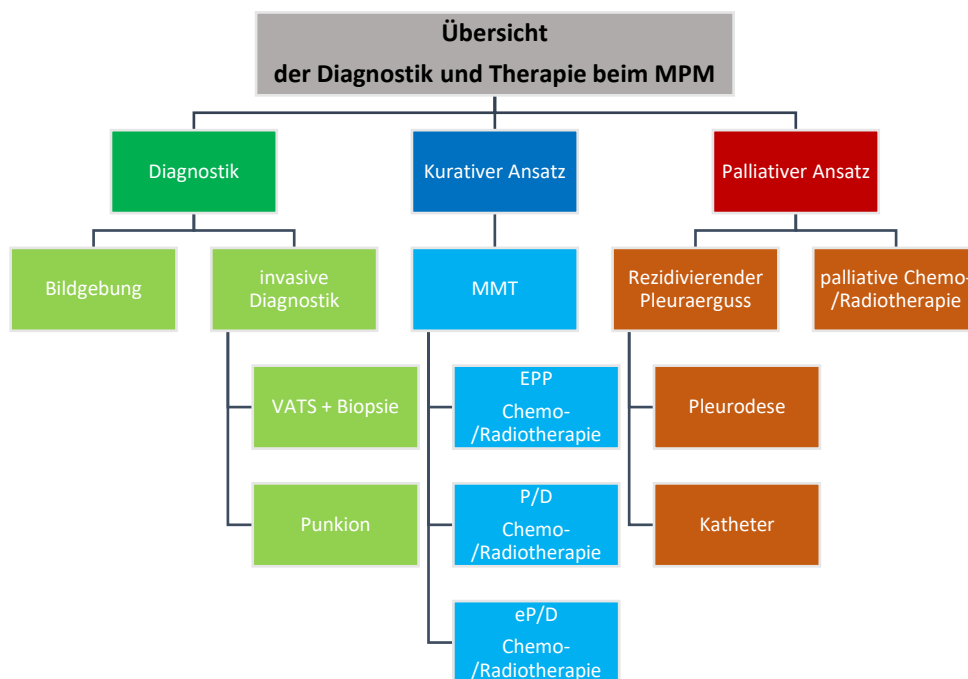 Übersicht
der Diagnostik und Therapie beim MPM
Diagnostik
Kurativer Ansatz
Palliativer Ansatz
Bildgebung
invasive
Diagnostik
MMT
Rezidivierender
Pleuraerguss
palliative Chemo-
/Radiotherapie
VATS + Biopsie
EPP
Chemo-
/Radiotherapie
Pleurodese
Punkion
P/D
Chemo-
/Radiotherapie
Katheter
eP/D
Chemo-
/Radiotherapie